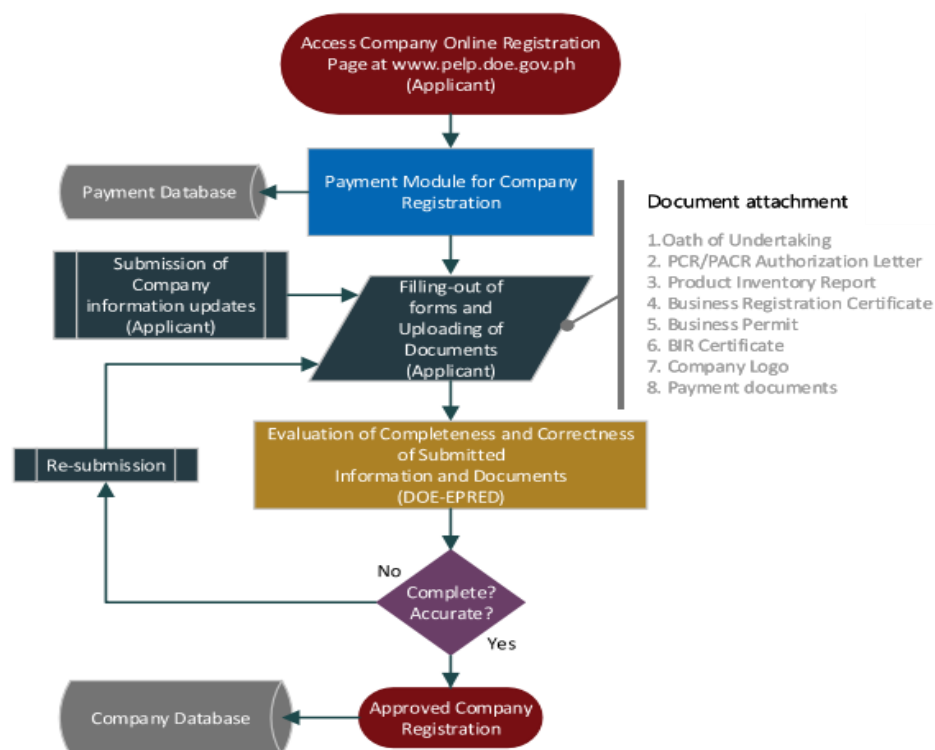 Access Company Online Registration
Page at www.pelp.doe.gov.ph
(Applicant)
Payment Database
Payment Module for Company
Registration
Document attachment
1.Oath of Undertaking
2. PCR/PACR Authorization Letter
3. Product Inventory Report
4. Business Registration Certificate
5. Business Permit
6. BIR Certificate
7. Company Logo
8. Payment documents
Submission of
Company
information updates
(Applicant)
Filling-out of
forms and
Uploading of
Documents
(Applicant)
Re-submission
Evaluation of Completeness and Correctness
of Submitted
Information and Documents
(DOE-EPRED)
No
Complete?
Accurate?
Yes
Company Database
Approved Company
Registration